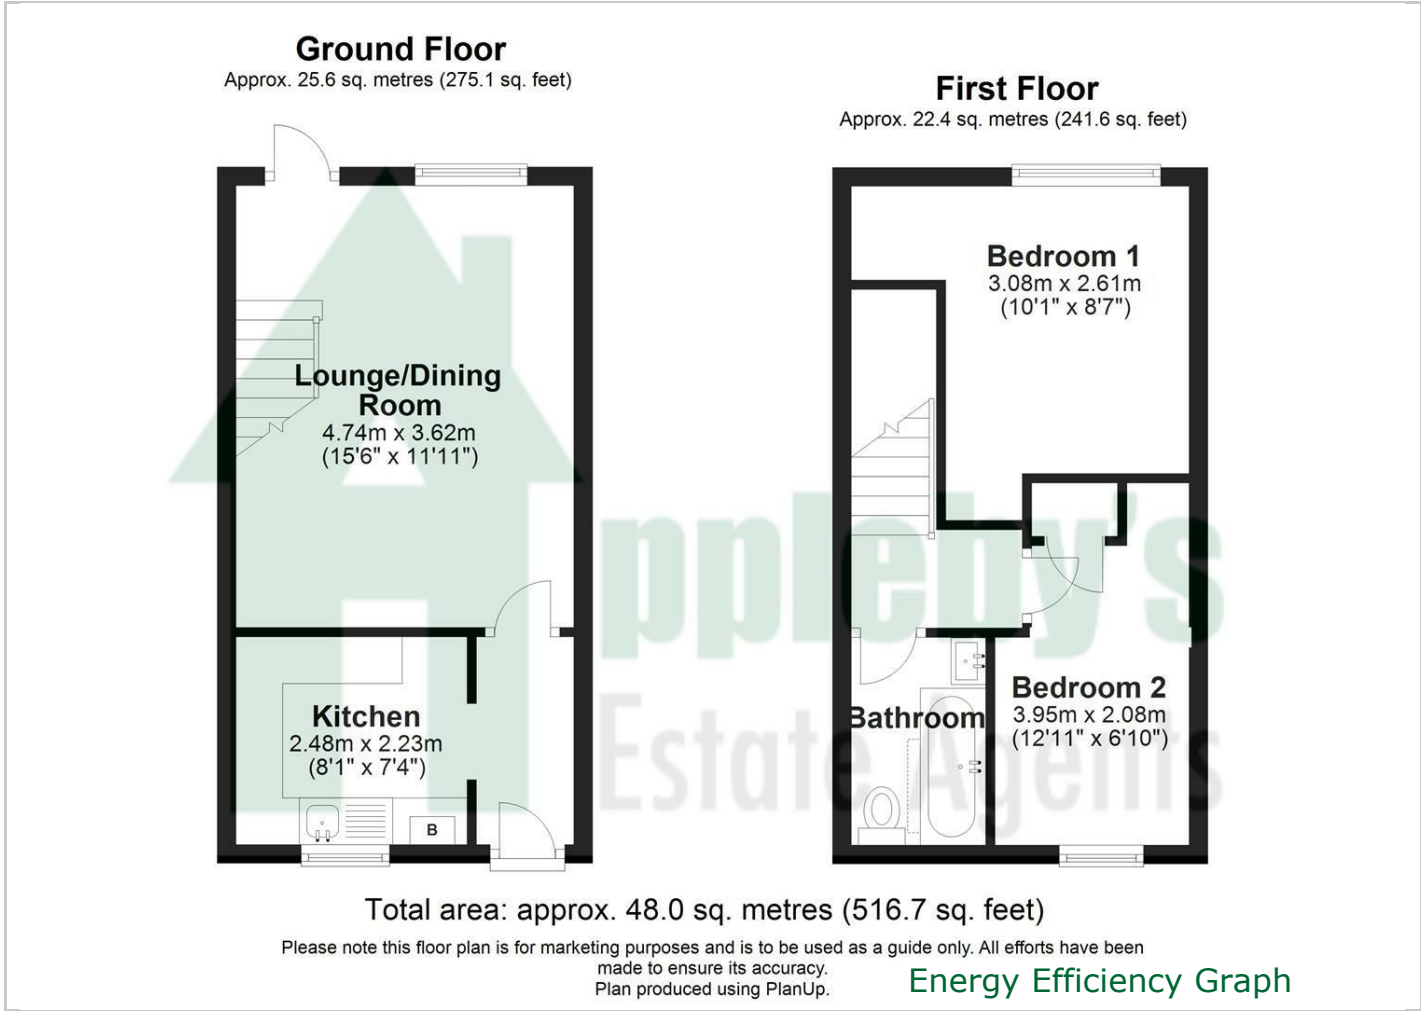 Ground Floor
Approx. 25.6 sq. metres (275.1 sq. feet)
Lounge/Dining
Room
4.74m x 3.62m
(15'6" x 11'11")
Kitchen
2.48m x 2.23m
(8'1" x 7'4")
B
First Floor
Approx. 22.4 sq. metres (241.6 sq. feet)
Bedroom 1
3.08m x 2.61m
(10'1" x 8'7")
Bathroom
Bedroom 2
3.95m x 2.08m
(12'11" x 6'10")
Appleby's
Estate Agents
Total area: approx. 48.0 sq. metres (516.7 sq. feet)
Please note this floor plan is for marketing purposes and is to be used as a guide only. All efforts have been
made to ensure its accuracy.
Plan produced using PlanUp.
Energy Efficiency Graph